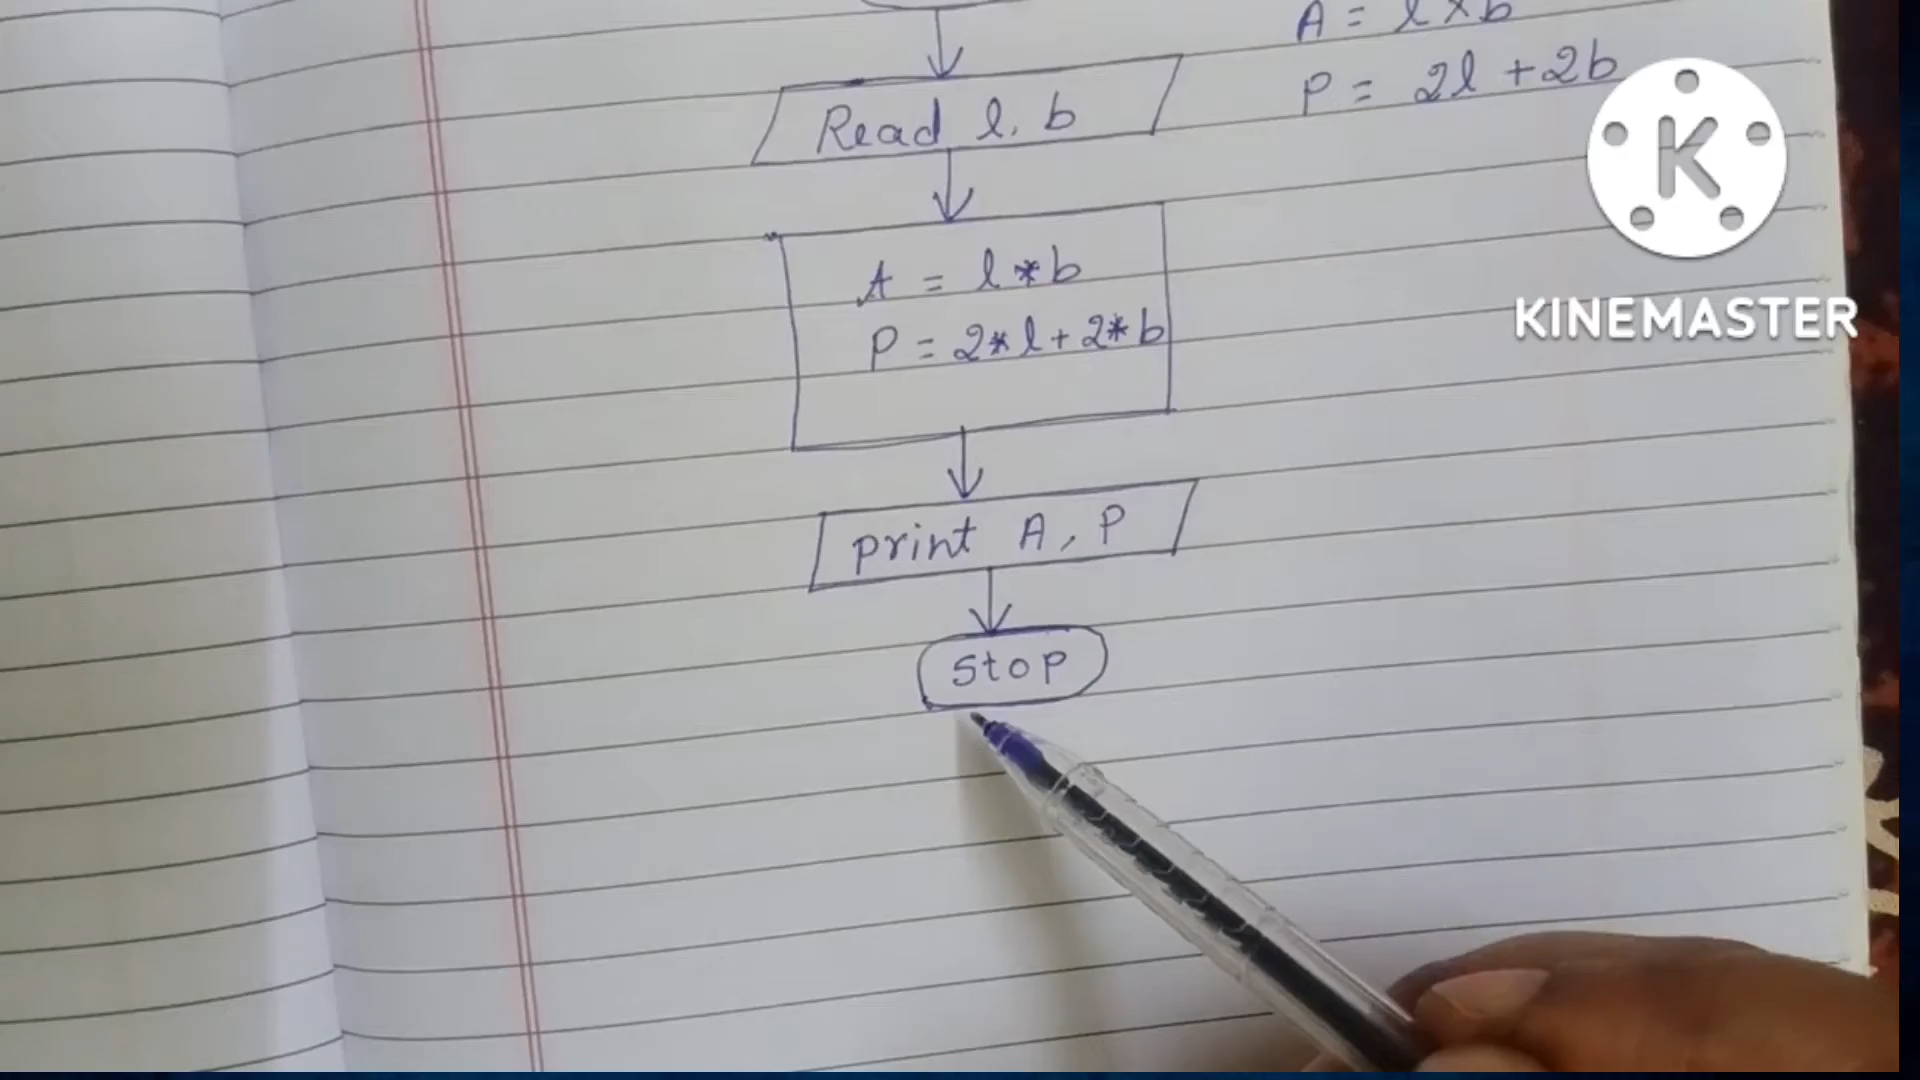 A = l × b
P = 2l + 2b
Read l, b
A = l * b
P = 2 * l + 2 * b
print A, P
stop
K
KINEMASTER